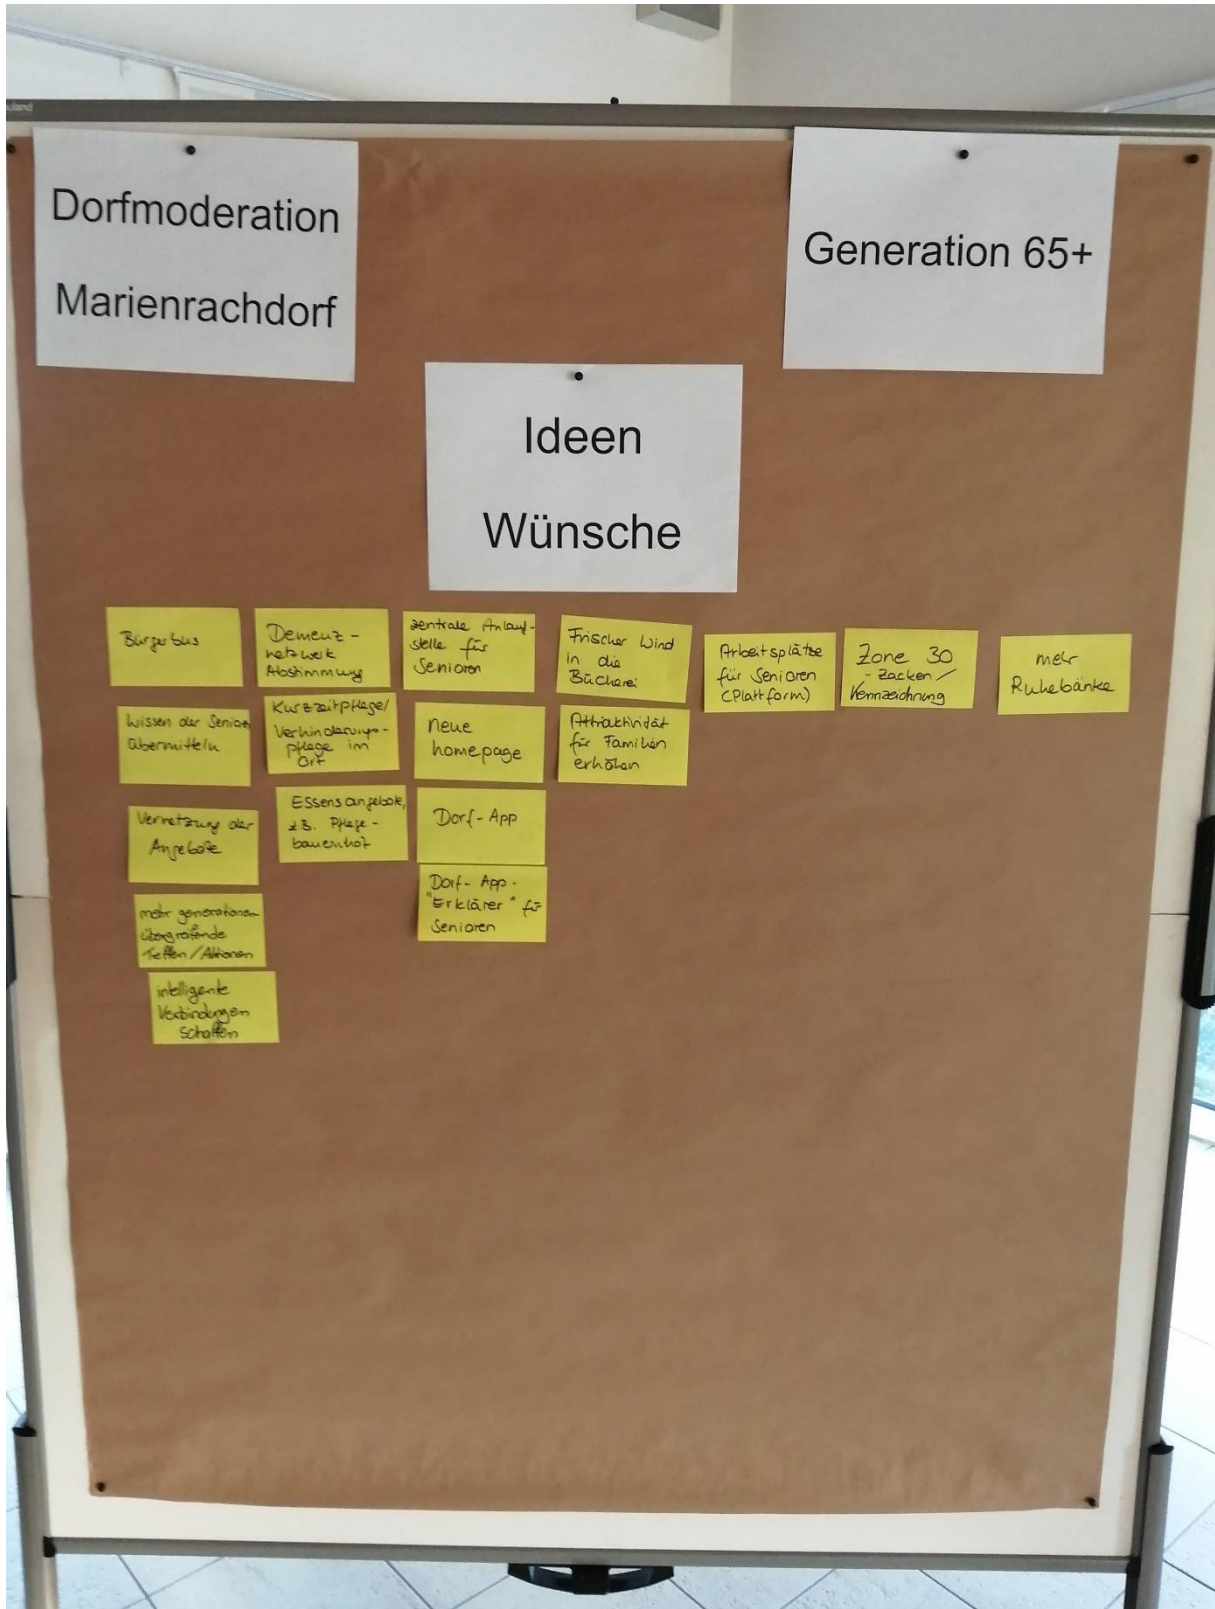 Dorfmoderation
Marienrachdorf
Generation 65+
Ideen
Wünsche
Bürgerbus
Wissen der Senioren
übermitteln
Vernetzung der
Angebote
mehr generationen-
übergreifende
Treffen / Aktionen
intelligente
Verbindungen
schaffen
Demenz-
netzwerk
Abstimmung
Kurzzeitpflege/
Verhinderungs-
pflege im
Ort
Essensangebote,
z.B. Pflege-
bauernhof
zentrale Anlauf-
stelle für
Senioren
neue
homepage
Dorf-App
Dorf-App-
"Erklärer" für
Senioren
Frischer Wind
in die
Bücherei
Attraktivität
für Familien
erhöhen
Arbeitsplätze
für Senioren
(Plattform)
Zone 30
- Zacken /
Kennzeichnung
mehr
Ruhebänke